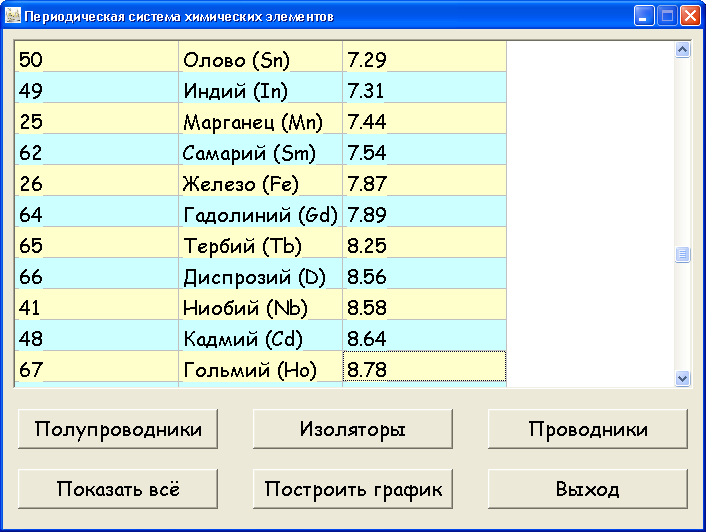 Периодическая система химических элементов
50 Олово (Sn) 7.29
49 Индий (In) 7.31
25 Марганец (Mn) 7.44
62 Самарий (Sm) 7.54
26 Железо (Fe) 7.87
64 Гадолиний (Gd) 7.89
65 Тербий (Tb) 8.25
66 Диспрозий (D) 8.56
41 Ниобий (Nb) 8.58
48 Кадмий (Cd) 8.64
67 Гольмий (Ho) 8.78
Полупроводники Изоляторы Проводники
Показать всё Построить график Выход